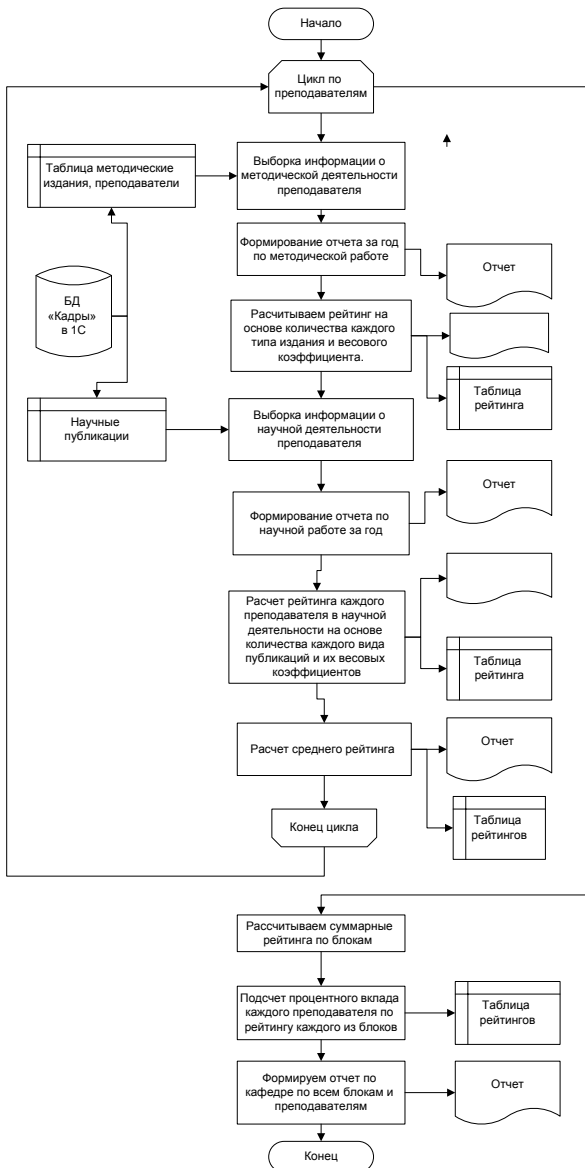 Начало
Цикл по
преподавателям
Таблица методические
издания, преподаватели
Выборка информации о
методической деятельности
преподавателя
Формирование отчета за год
по методической работе
Отчет
БД
«Кадры»
в 1С
Расчитываем рейтинг на
основе количества каждого
типа издания и весового
коэффициента.
Таблица
рейтинга
Научные
публикации
Выборка информации о
научной деятельности
преподавателя
Формирование отчета по
научной работе за год
Отчет
Расчет рейтинга каждого
преподавателя в научной
деятельности на основе
количества каждого вида
публикаций и их весовых
коэффициентов
Таблица
рейтинга
Расчет среднего рейтинга
Отчет
Таблица
рейтингов
Конец цикла
Рассчитываем суммарные
рейтинга по блокам
Подсчет процентного вклада
каждого преподавателя по
рейтингу каждого из блоков
Таблица
рейтингов
Формируем отчет по
кафедре по всем блокам и
преподавателям
Отчет
Конец